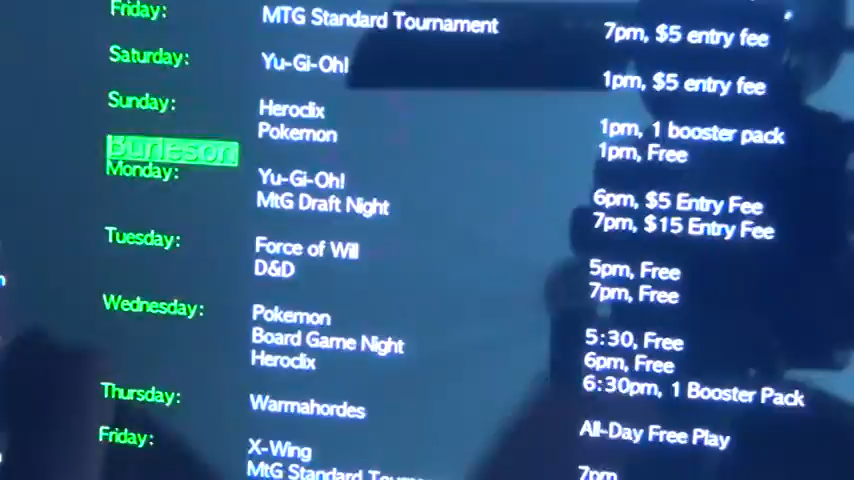 Friday: MTG Standard Tournament 7pm, $5 entry fee
Saturday: Yu-Gi-Oh! 1pm, $5 entry fee
Sunday: Heroclix 1pm, 1 booster pack
Pokemon 1pm, Free
Burleson
Monday: Yu-Gi-Oh! 6pm, $5 Entry Fee
MtG Draft Night 7pm, $15 Entry Fee
Tuesday: Force of Will 5pm, Free
D&D 7pm, Free
Wednesday: Pokemon 5:30, Free
Board Game Night 6pm, Free
Heroclix 6:30pm, 1 Booster Pack
Thursday: Warmahordes All-Day Free Play
Friday: X-Wing 7pm
MtG Standard